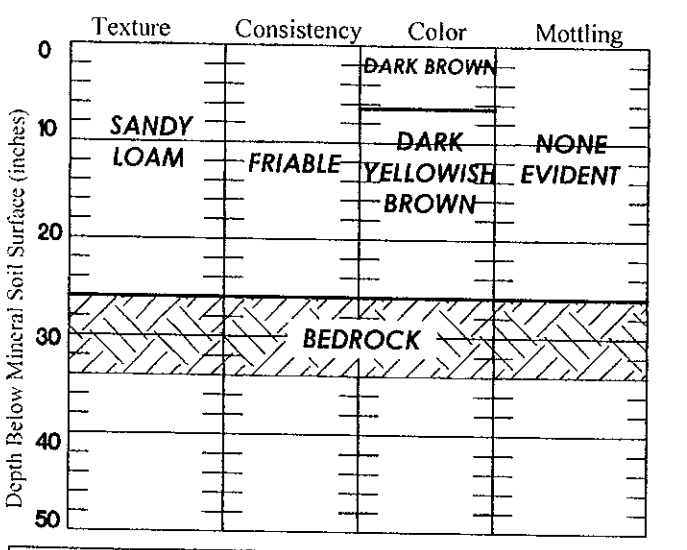 Texture Consistency Color Mottling
Depth Below Mineral Soil Surface (inches)
0
10
20
30
40
50
SANDY
LOAM
FRIABLE
DARK BROWN
DARK
YELLOWISH
BROWN
NONE
EVIDENT
BEDROCK